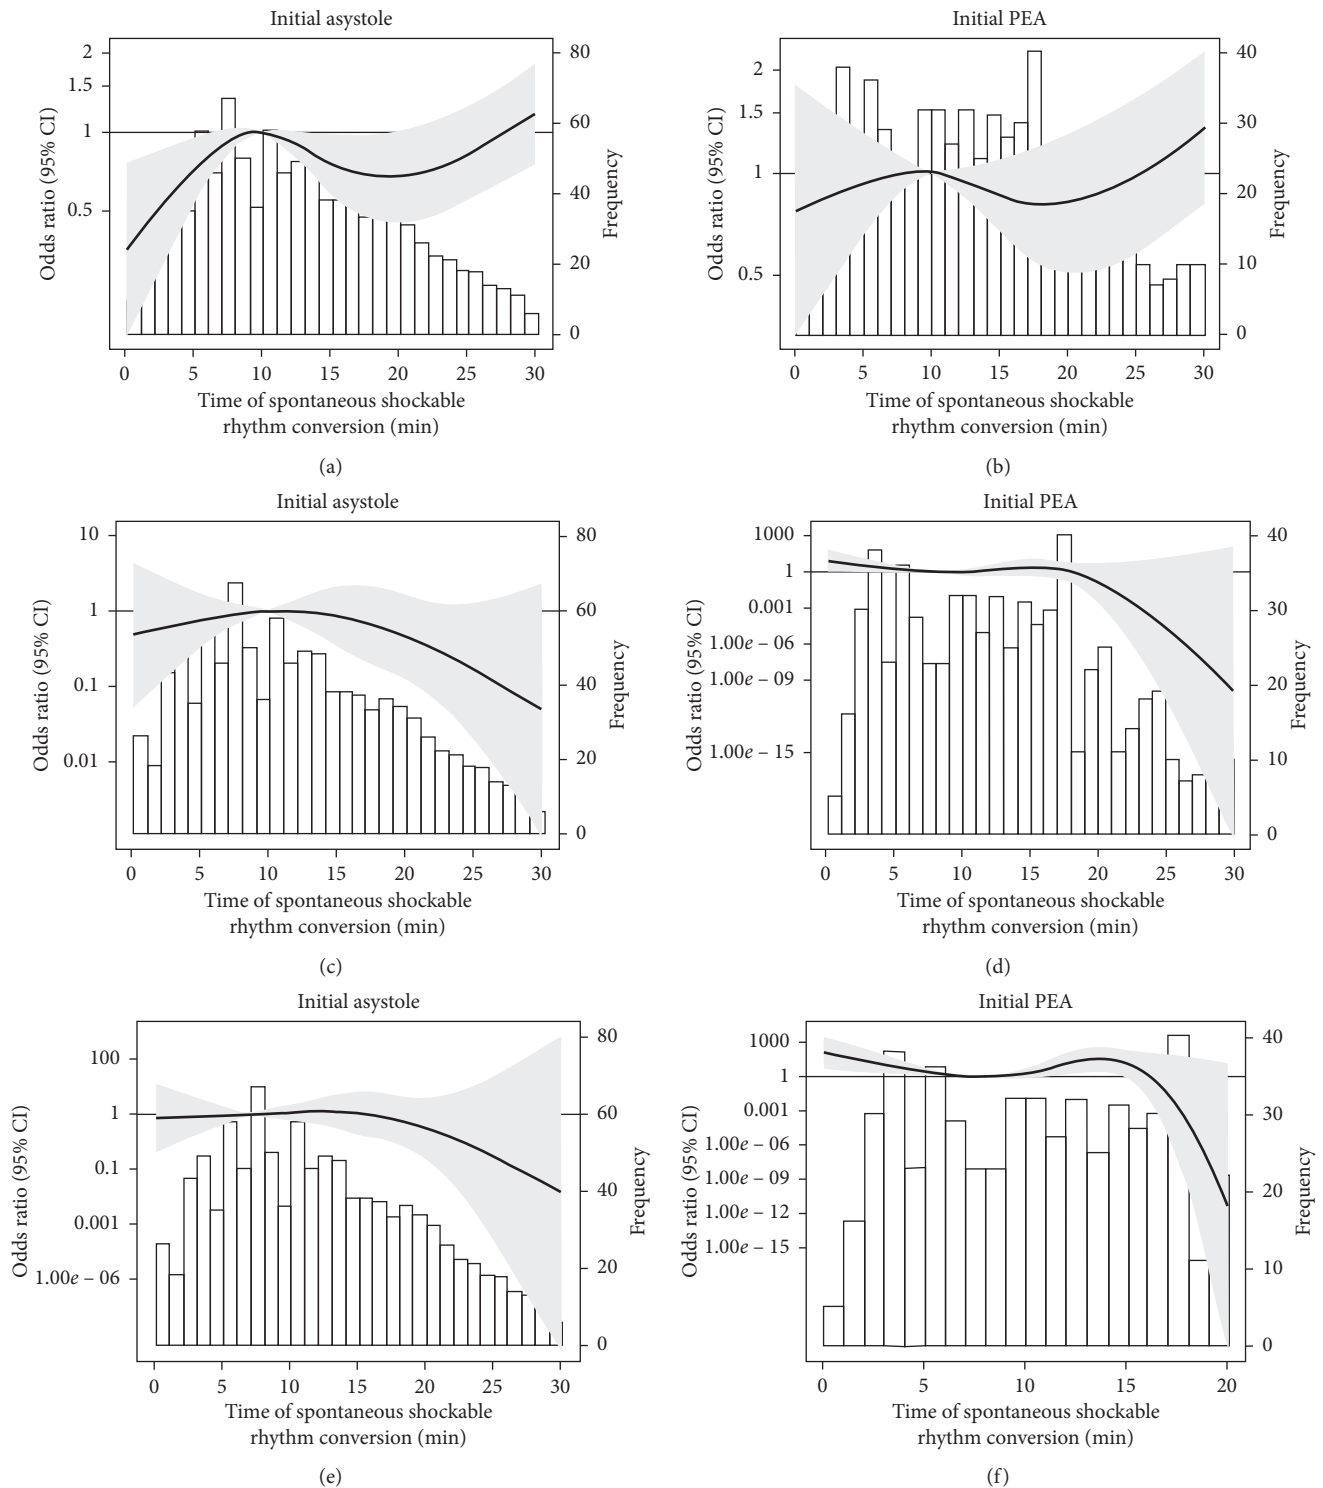 Initial asystole
Odds ratio (95% CI)
2
1.5
1
0.5
80
60
40
20
0
Frequency
0 5 10 15 20 25 30
Time of spontaneous shockable
rhythm conversion (min)
(a)
Initial PEA
Odds ratio (95% CI)
2
1.5
1
0.5
40
30
20
10
0
Frequency
0 5 10 15 20 25 30
Time of spontaneous shockable
rhythm conversion (min)
(b)
Initial asystole
Odds ratio (95% CI)
10
1
0.1
0.01
80
60
40
20
0
Frequency
0 5 10 15 20 25 30
Time of spontaneous shockable
rhythm conversion (min)
(c)
Initial PEA
Odds ratio (95% CI)
1000
1
0.001
1.00e – 06
1.00e – 09
1.00e – 15
40
30
20
10
0
Frequency
0 5 10 15 20 25 30
Time of spontaneous shockable
rhythm conversion (min)
(d)
Initial asystole
Odds ratio (95% CI)
100
1
0.1
0.001
1.00e – 06
80
60
40
20
0
Frequency
0 5 10 15 20 25 30
Time of spontaneous shockable
rhythm conversion (min)
(e)
Initial PEA
Odds ratio (95% CI)
1000
1
0.001
1.00e – 06
1.00e – 09
1.00e – 12
1.00e – 15
40
30
20
10
0
Frequency
0 5 10 15 20
Time of spontaneous shockable
rhythm conversion (min)
(f)